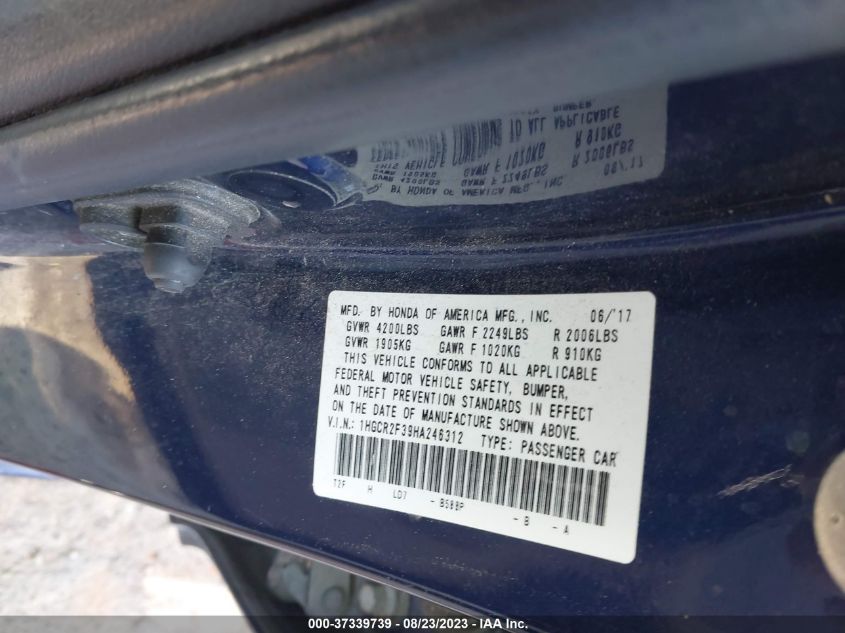 MFD. BY HONDA OF AMERICA MFG., INC. 06/'17
GVWR 4200LBS GAWR F 2249LBS R 2006LBS
GVWR 1905KG GAWR F 1020KG R 910KG
THIS VEHICLE CONFORMS TO ALL APPLICABLE
FEDERAL MOTOR VEHICLE SAFETY, BUMPER,
AND THEFT PREVENTION STANDARDS IN EFFECT
ON THE DATE OF MANUFACTURE SHOWN ABOVE.
V.I.N.: 1HGCR2F39HA246312 TYPE: PASSENGER CAR
T2F H LD7 - B588P - B - A
000-37339739 - 08/23/2023 - IAA Inc.